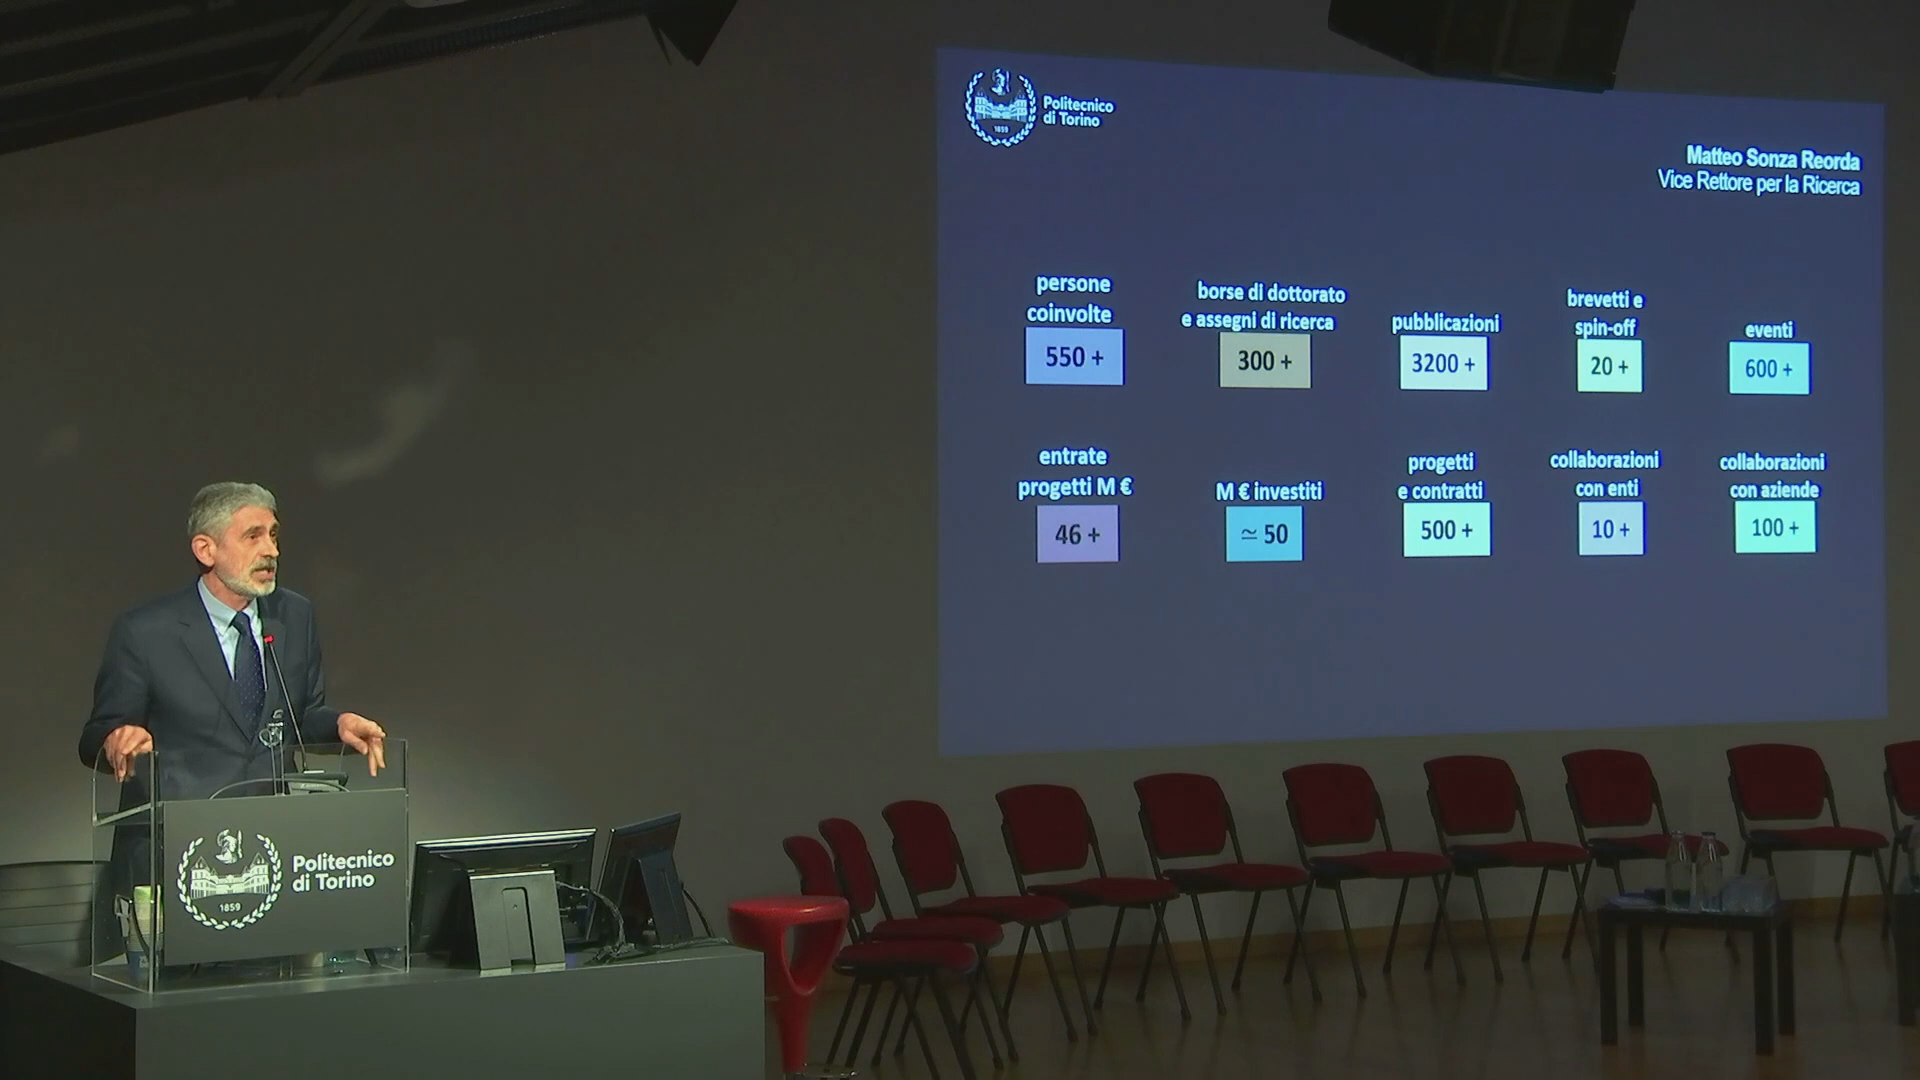 Politecnico
di Torino
1859
Matteo Sonza Reorda
Vice Rettore per la Ricerca
persone
coinvolte
550 +
borse di dottorato
e assegni di ricerca
300 +
pubblicazioni
3200 +
brevetti e
spin-off
20 +
eventi
600 +
entrate
progetti M €
46 +
M € investiti
≃ 50
progetti
e contratti
500 +
collaborazioni
con enti
10 +
collaborazioni
con aziende
100 +
Politecnico
di Torino
1859